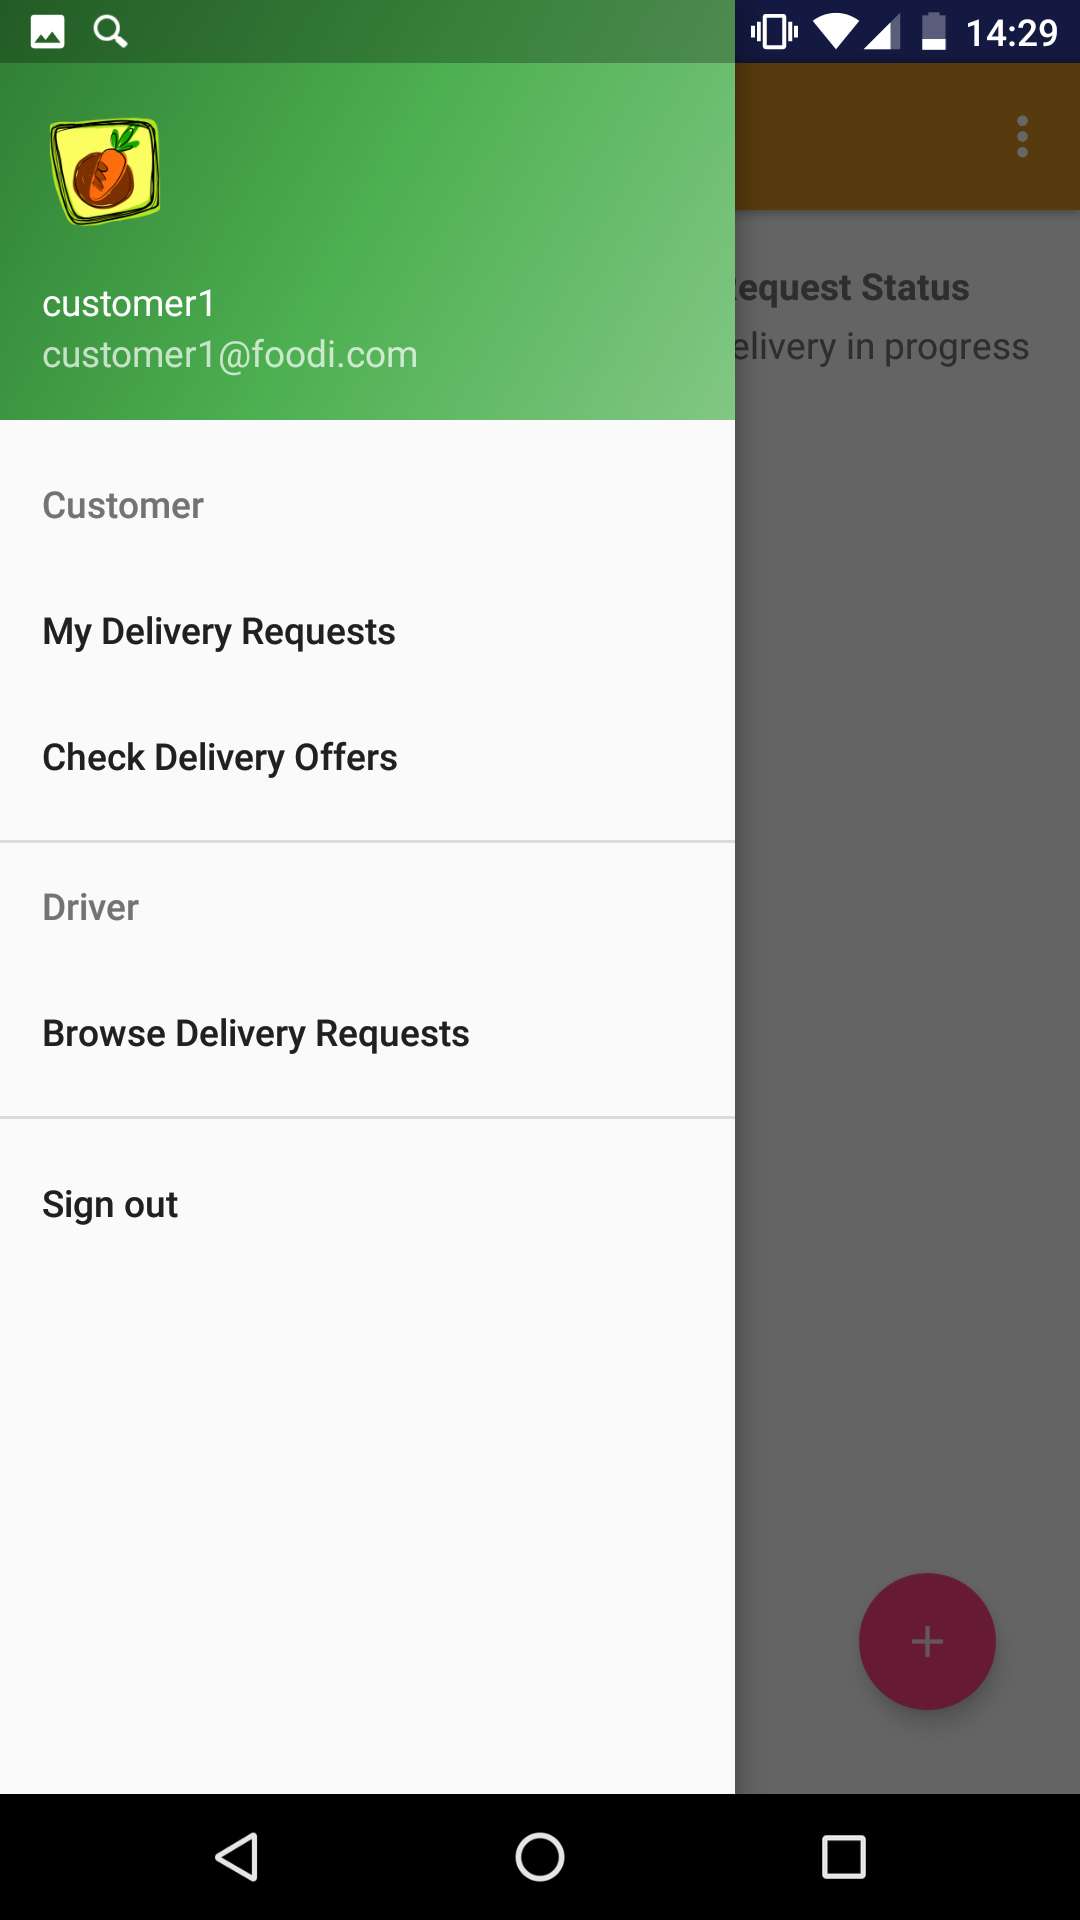 14:29
customer1
customer1@foodi.com
equest Status
elivery in progress
Customer
My Delivery Requests
Check Delivery Offers
Driver
Browse Delivery Requests
Sign out